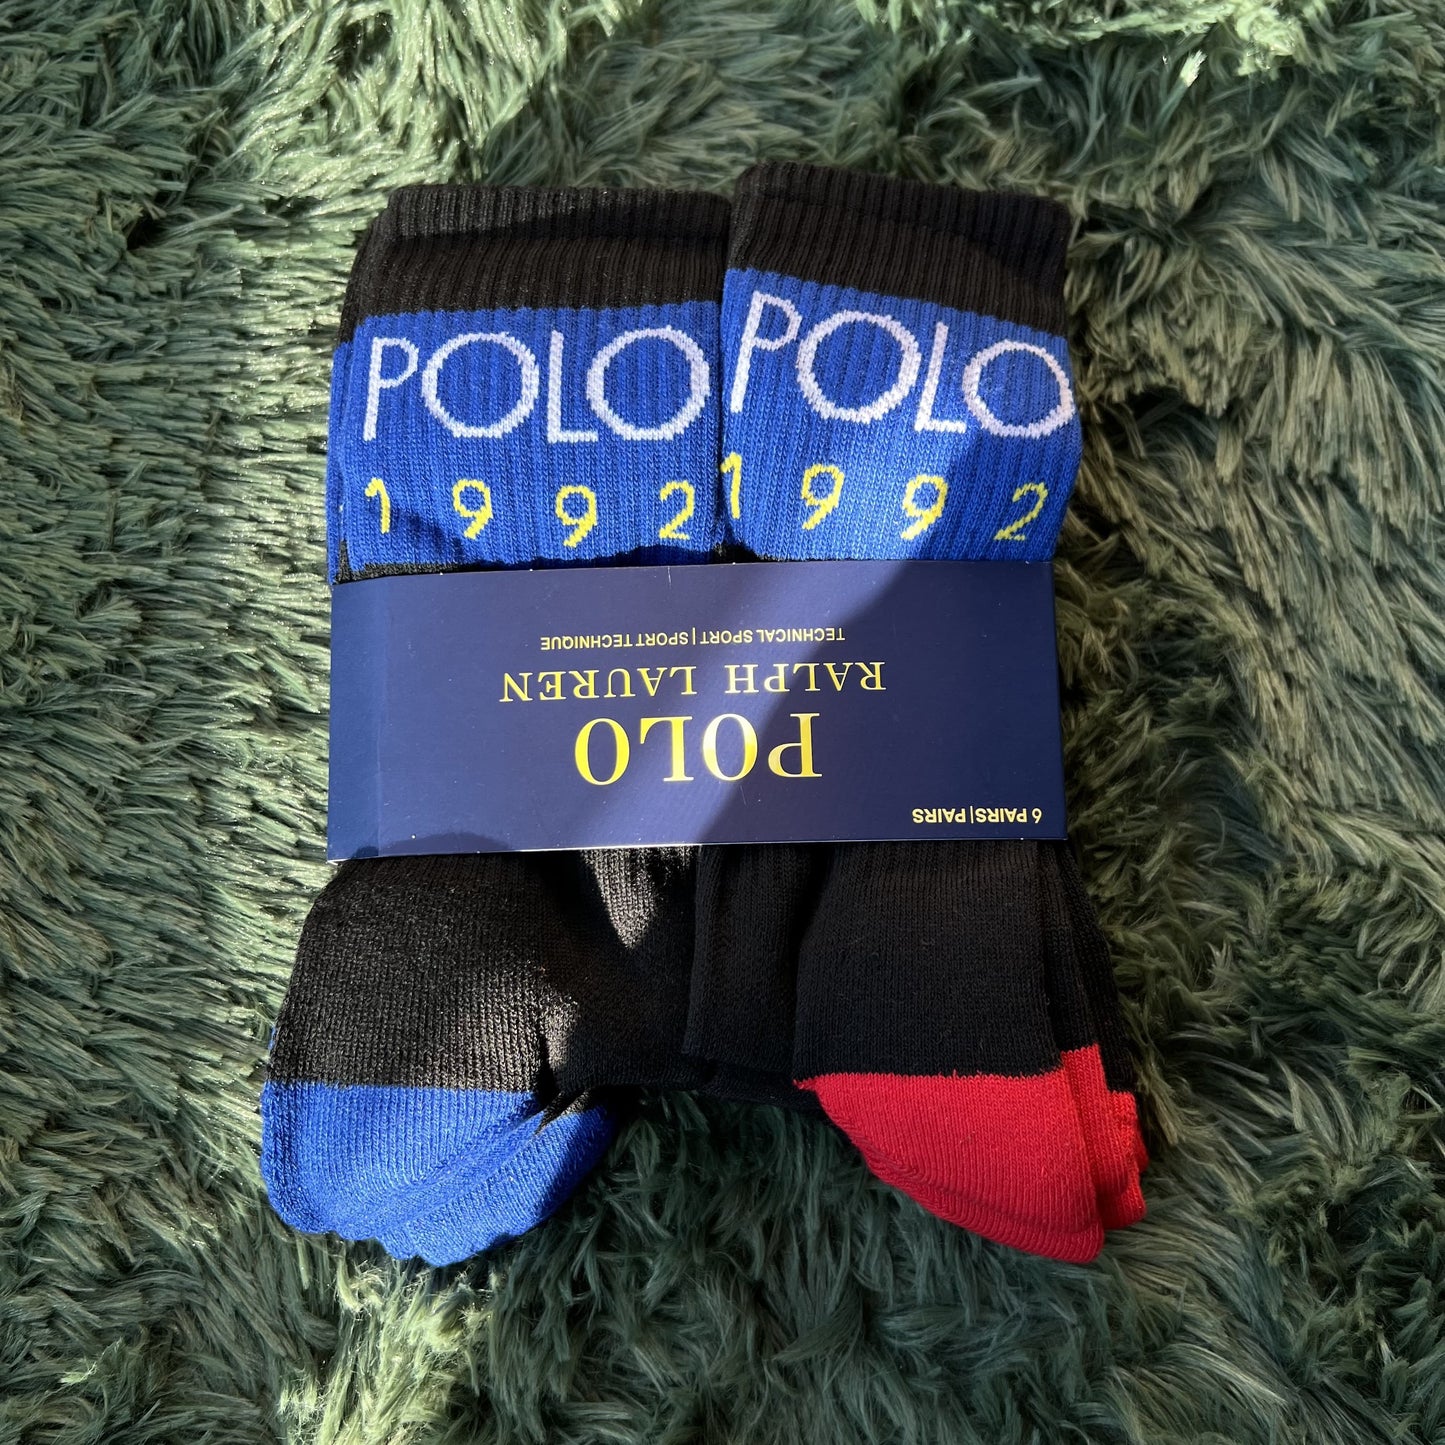 POLO
1992
POLO
1992
6 PAIRS|PAIRS
POLO
RALPH LAUREN
TECHNICAL SPORT | SPORT TECHNIQUE